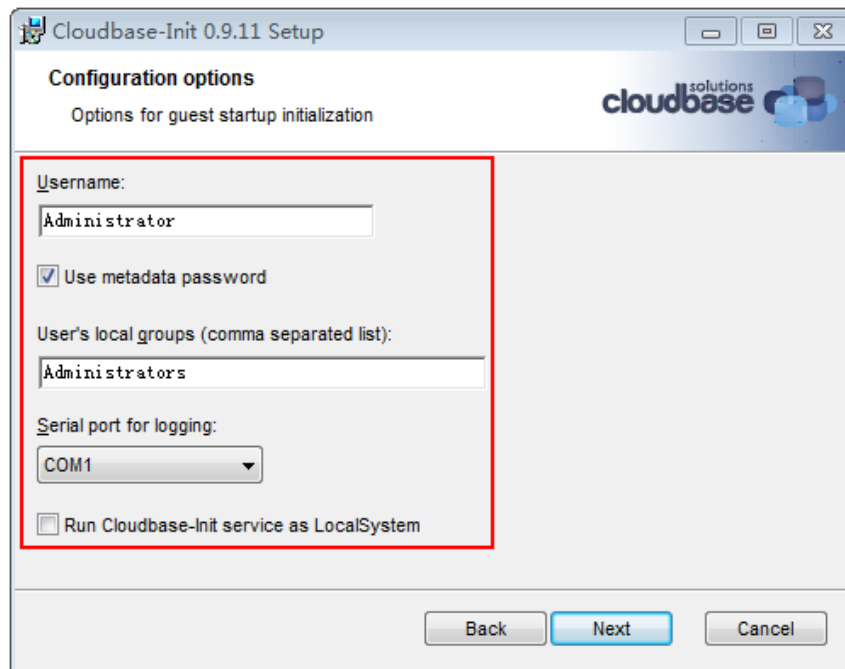 Cloudbase-Init 0.9.11 Setup
Configuration options
Options for guest startup initialization
cloudbase solutions
Username:
Administrator
Use metadata password
User's local groups (comma separated list):
Administrators
Serial port for logging:
COM1
Run Cloudbase-Init service as LocalSystem
Back Next Cancel